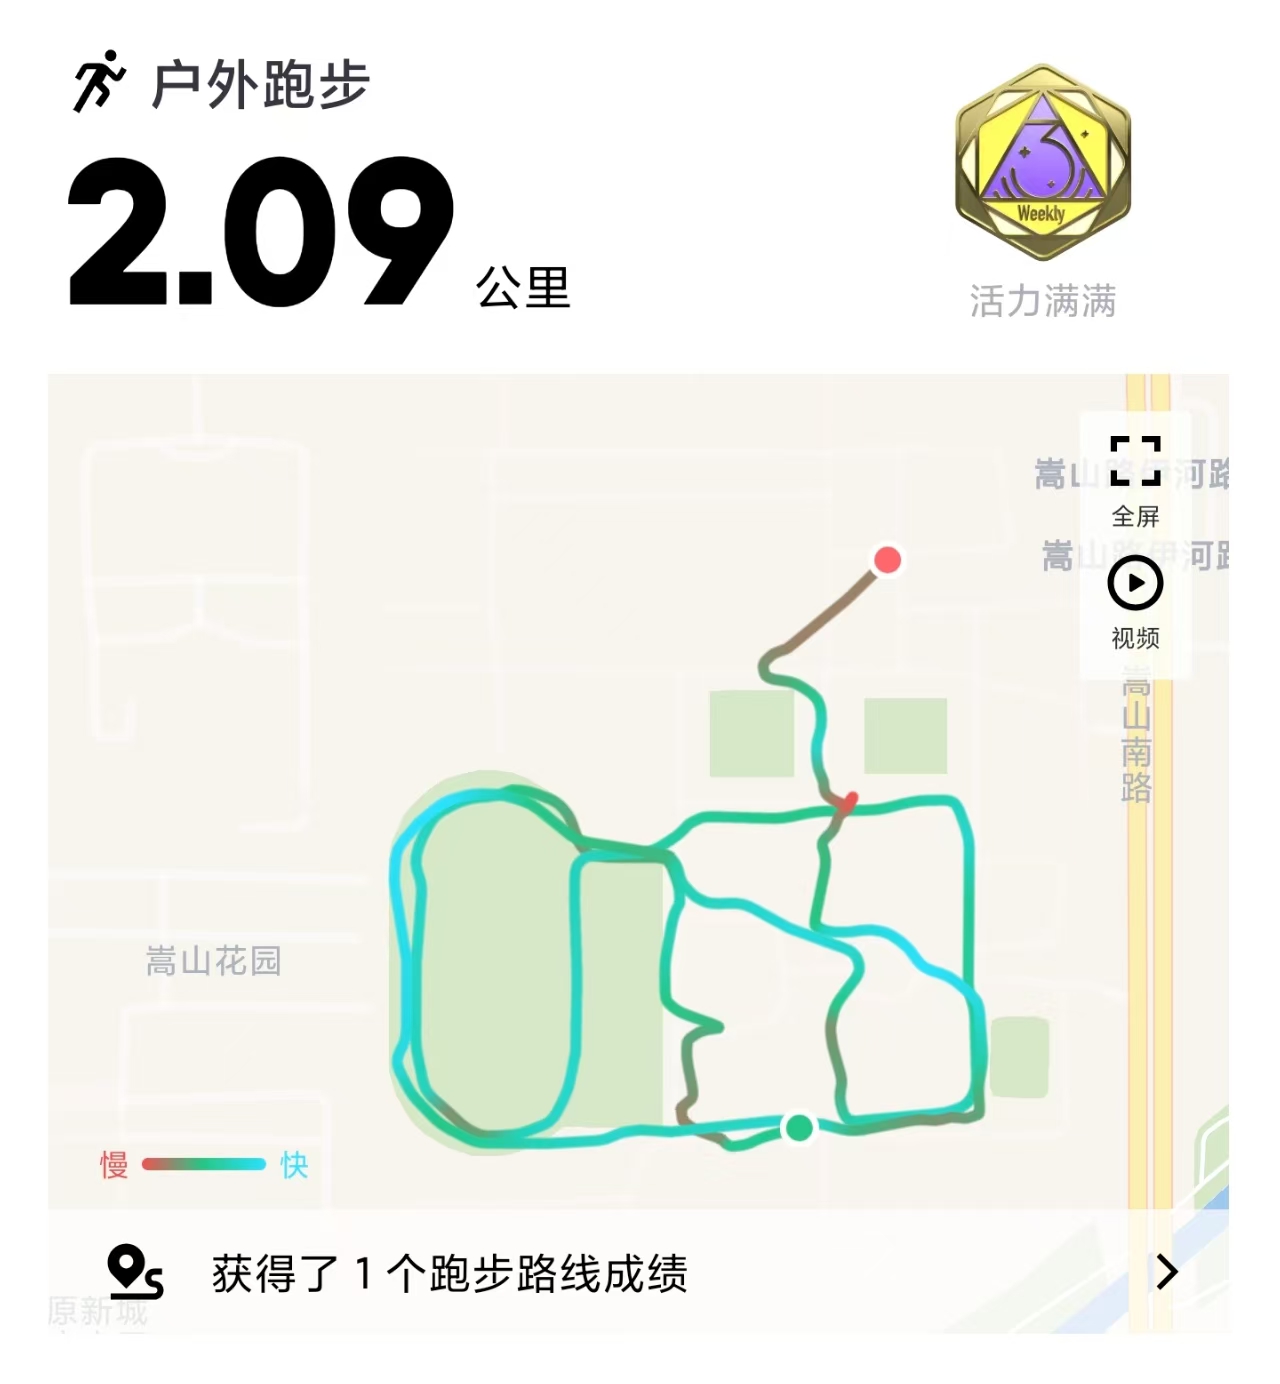 户外跑步
2.09 公里
3
Weekly
活力满满
嵩山路伊河路
全屏
嵩山路伊河路
视频
嵩山南路
嵩山花园
慢 快
获得了 1 个跑步路线成绩
原新城